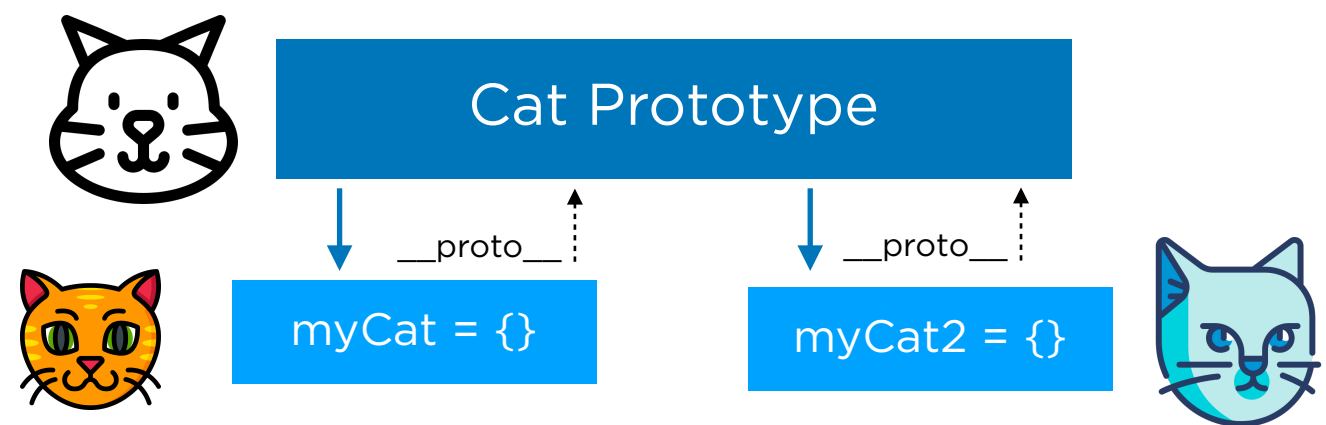 Cat Prototype
__proto__
__proto__
myCat = {}
myCat2 = {}